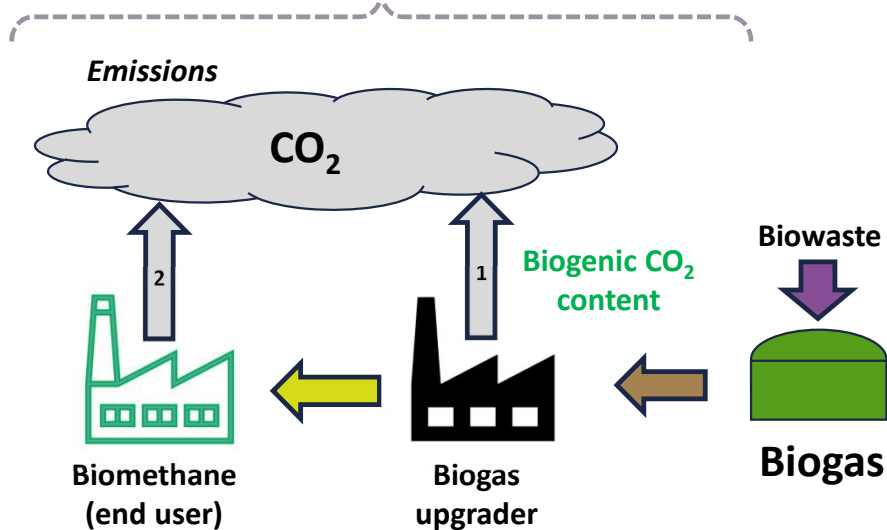 Emissions
CO₂
Biowaste
2
1
Biogenic CO₂
content
Biomethane
(end user)
Biogas
upgrader
Biogas